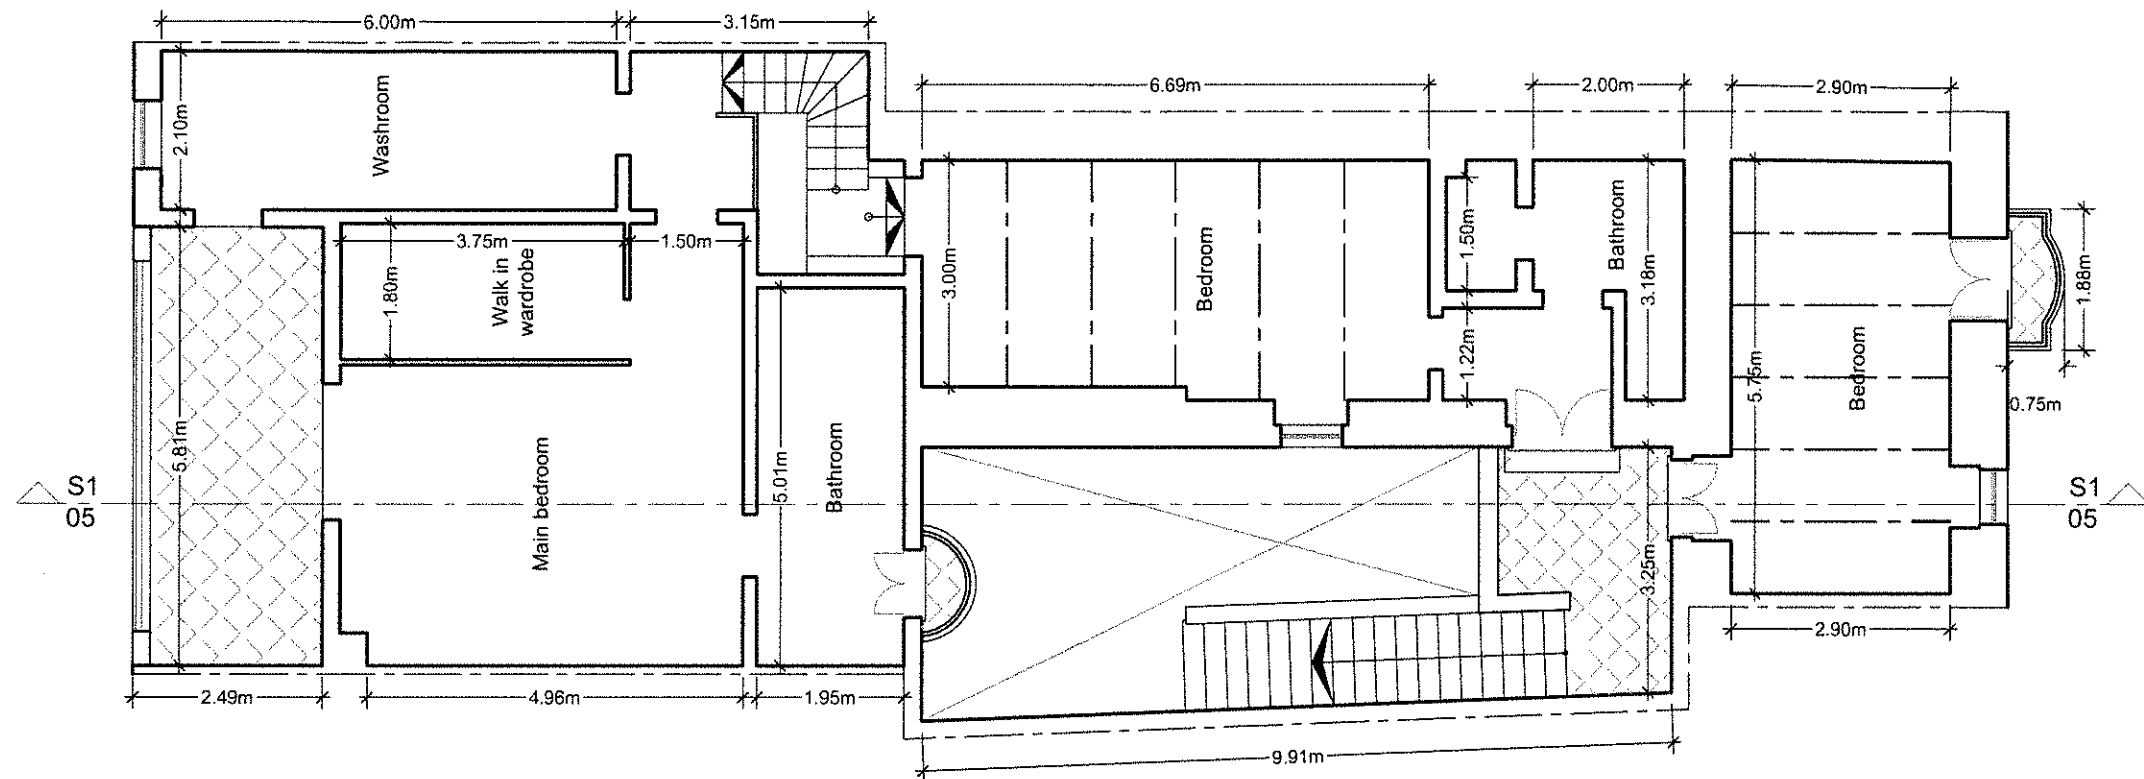 6.00m
3.15m
6.69m
2.00m
2.90m
2.10m
Washroom
3.75m
1.50m
1.80m
Walk in
wardrobe
3.00m
Bedroom
1.50m
Bathroom
3.18m
1.22m
5.75m
Bedroom
1.88m
0.75m
5.81m
Main bedroom
5.01m
Bathroom
S1
05
S1
05
3.25m
2.90m
2.49m
4.96m
1.95m
9.91m